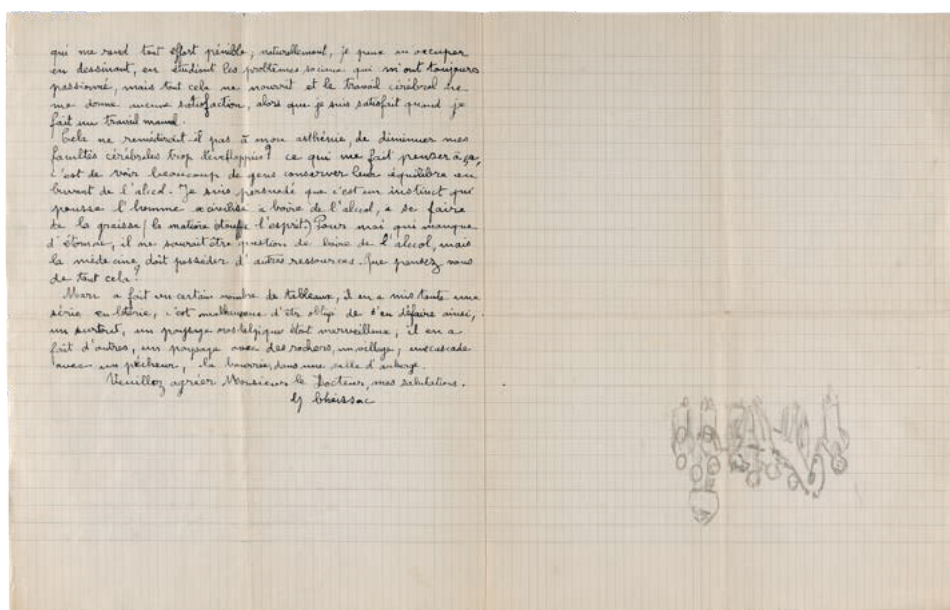 qui me rend tout effort pénible, naturellement, je peux m'occuper
en dessinant, en étudiant les problèmes sociaux qui m'ont toujours
passionné, mais tout cela ne nourrit et le travail cérébral ne
me donne aucune satisfaction, alors que je suis satisfait quand je
fait un travail manuel.
Cela ne remédirait-il pas à mon asthénie, de diminuer mes
facultés cérébrales trop développées? ce qui me fait penser à ça,
c'est de voir beaucoup de gens conserver leur équilibre en
buvant de l'alcol. Je suis persuadé que c'est un instinct qui
pousse l'homme à boire de l'alcol, a se faire
de la graisse (la matière étouffe l'esprit.) Pour moi qui manque
d'estomac, il ne saurait être question de boire de l'alcool, mais
la médecine, doit posséder d'autres ressources. Que pensez vous
de tout cela?
Marc a fait un certain nombre de tableaux, il en a mis toute une
série en loterie, c'est malheureux d'être obligé de s'en défaire ainsi,
un surtout, un paysage nostalgique était merveilleux, il en a
fait d'autres, un paysage avec des rochers, un village, une cascade
avec un pêcheur, la bourrée dans une salle d'auberge.
Veuillez agréer Monsieur le Docteur, mes salutations.
G Chaissac